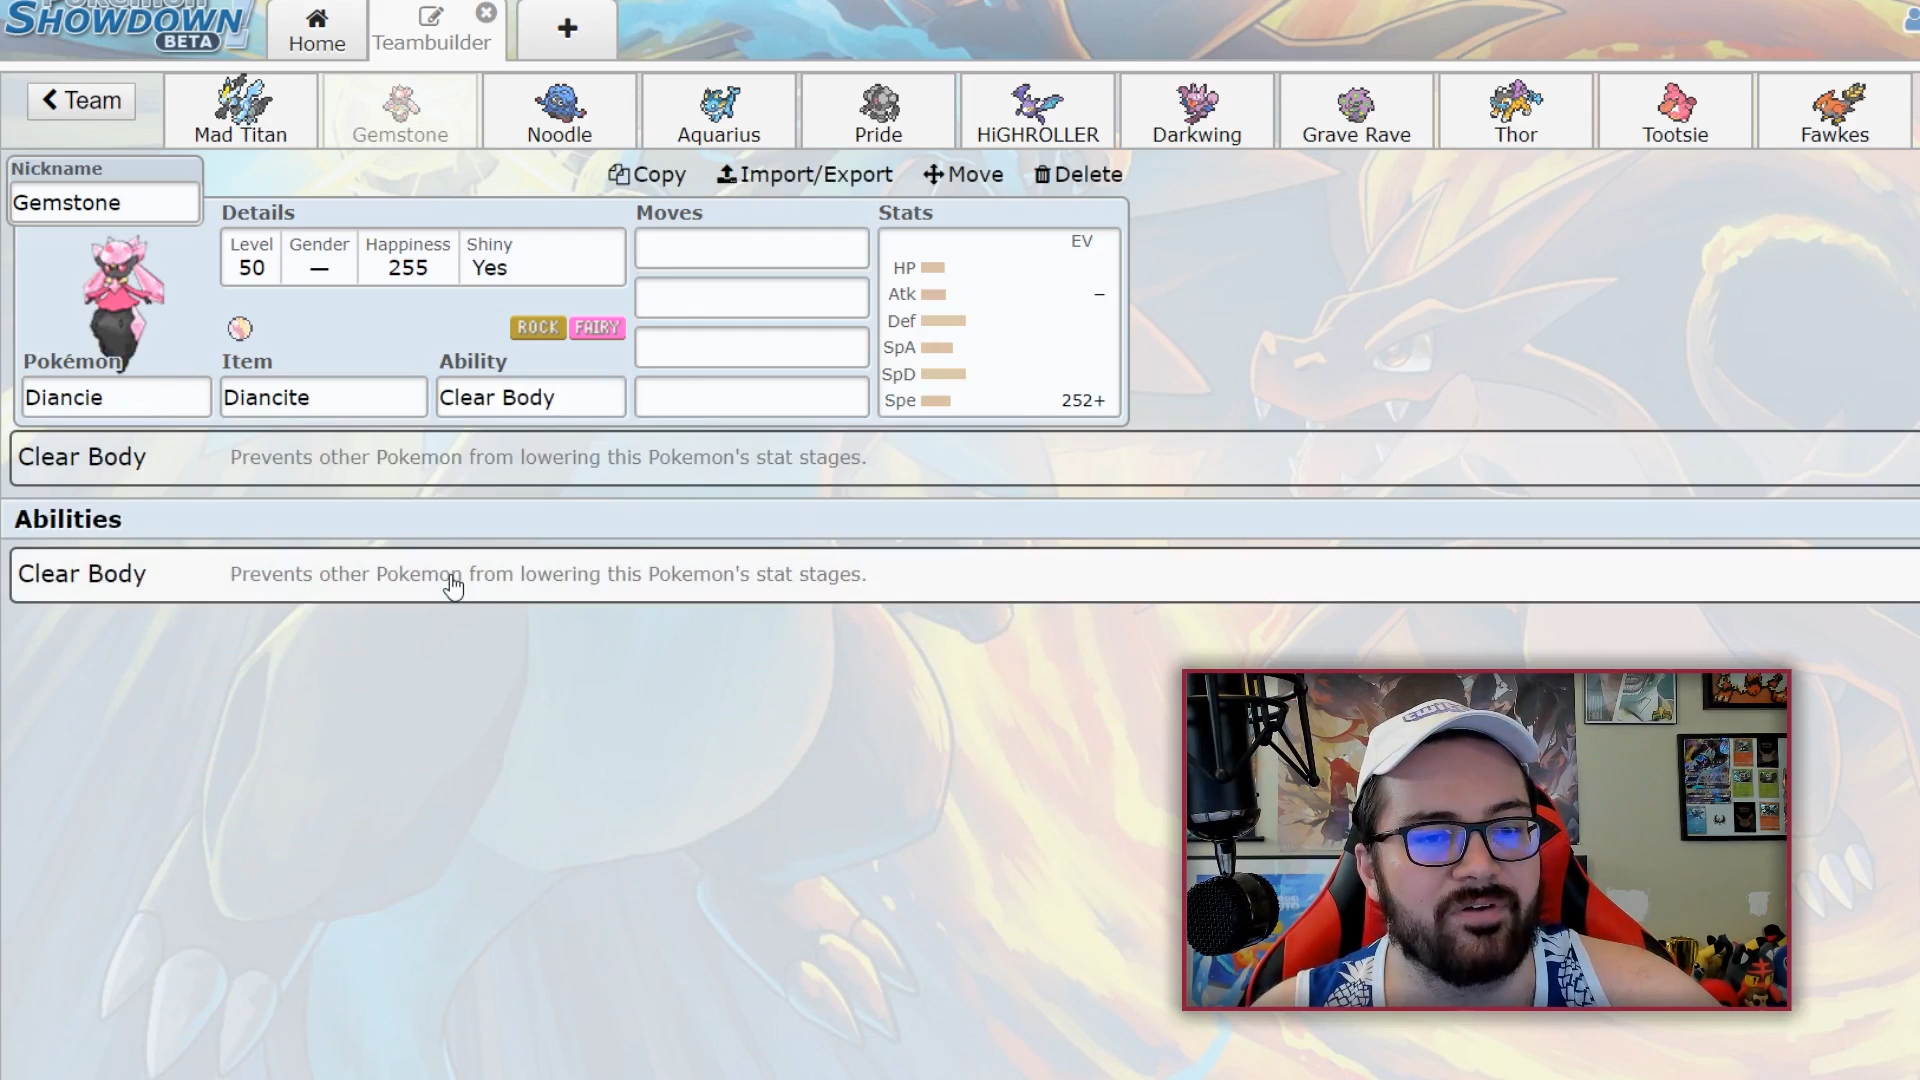 Pokémon
SHOWDOWN
BETA
Home
Teambuilder
Team
Mad Titan
Gemstone
Noodle
Aquarius
Pride
HiGHROLLER
Darkwing
Grave Rave
Thor
Tootsie
Fawkes
Nickname
Gemstone
Copy
Import/Export
Move
Delete
Details
Moves
Stats
Level
Gender
Happiness
Shiny
50
—
255
Yes
EV
HP
Atk
–
Def
SpA
SpD
Spe
252+
ROCK
FAIRY
Pokémon
Item
Ability
Diancie
Diancite
Clear Body
Clear Body
Prevents other Pokemon from lowering this Pokemon's stat stages.
Abilities
Clear Body
Prevents other Pokemon from lowering this Pokemon's stat stages.
twitch